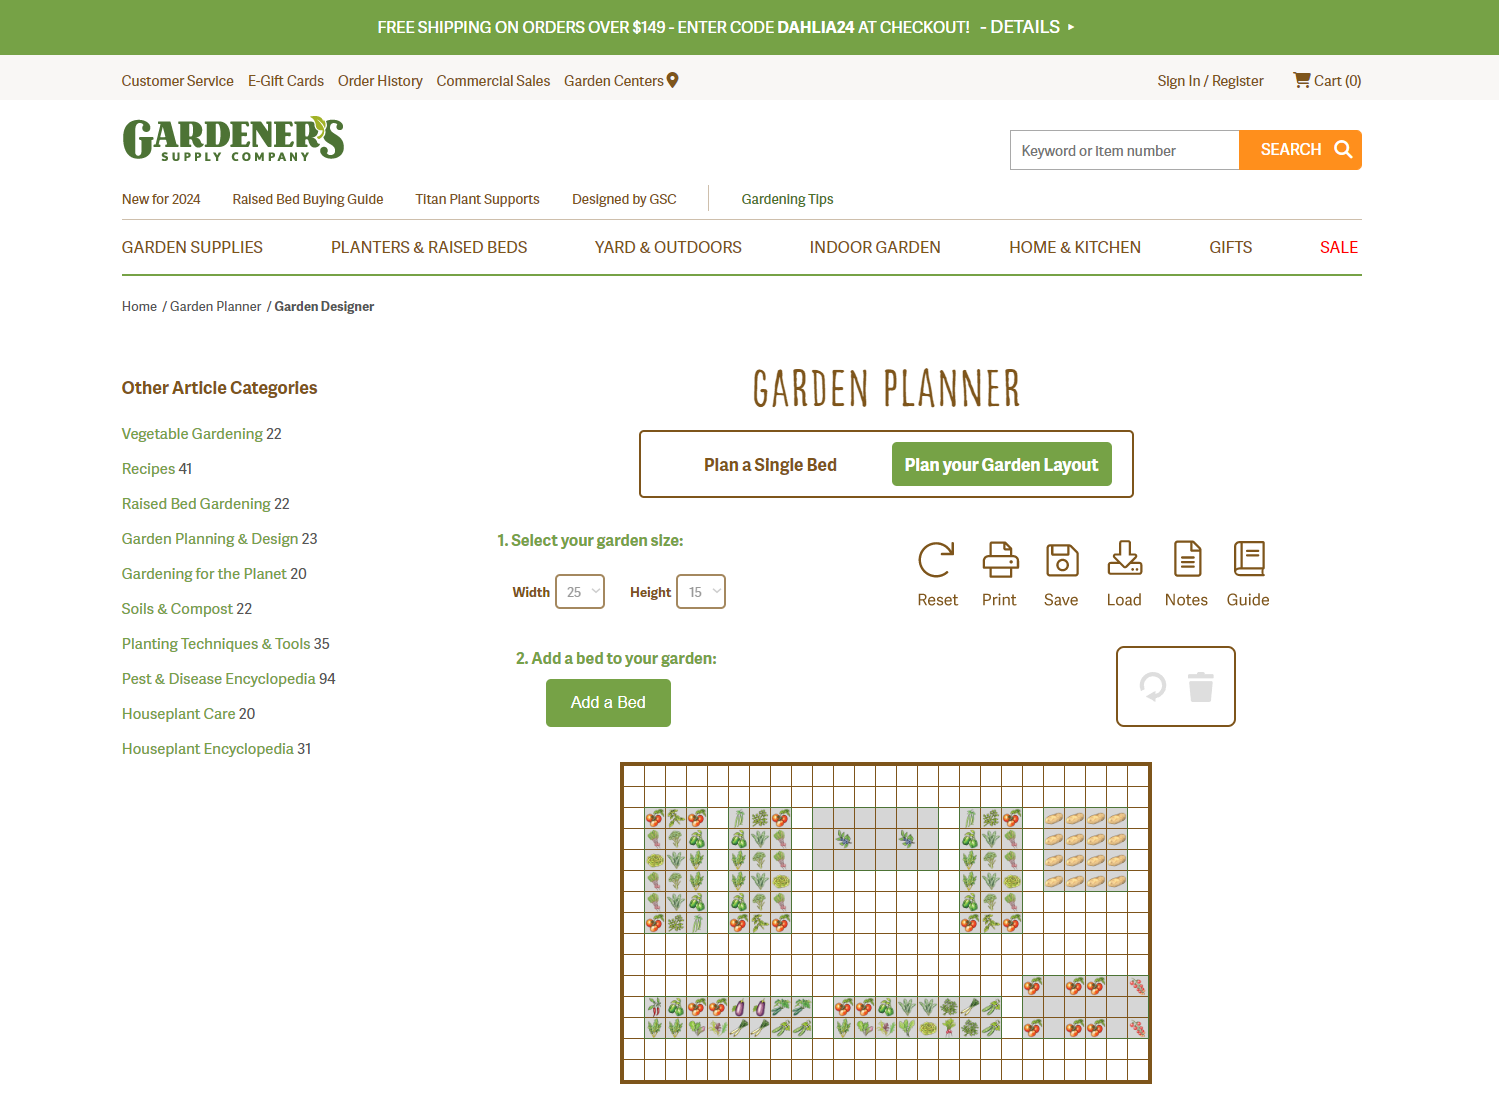 FREE SHIPPING ON ORDERS OVER $149 - ENTER CODE DAHLIA24 AT CHECKOUT! - DETAILS ▸
Customer Service E-Gift Cards Order History Commercial Sales Garden Centers
Sign In / Register Cart (0)
GARDENER'S
SUPPLY COMPANY
Keyword or item number SEARCH
New for 2024 Raised Bed Buying Guide Titan Plant Supports Designed by GSC Gardening Tips
GARDEN SUPPLIES PLANTERS & RAISED BEDS YARD & OUTDOORS INDOOR GARDEN HOME & KITCHEN GIFTS SALE
Home / Garden Planner / Garden Designer
Other Article Categories
Vegetable Gardening 22
Recipes 41
Raised Bed Gardening 22
Garden Planning & Design 23
Gardening for the Planet 20
Soils & Compost 22
Planting Techniques & Tools 35
Pest & Disease Encyclopedia 94
Houseplant Care 20
Houseplant Encyclopedia 31
GARDEN PLANNER
Plan a Single Bed Plan your Garden Layout
1. Select your garden size:
Width 25 Height 15
Reset Print Save Load Notes Guide
2. Add a bed to your garden:
Add a Bed